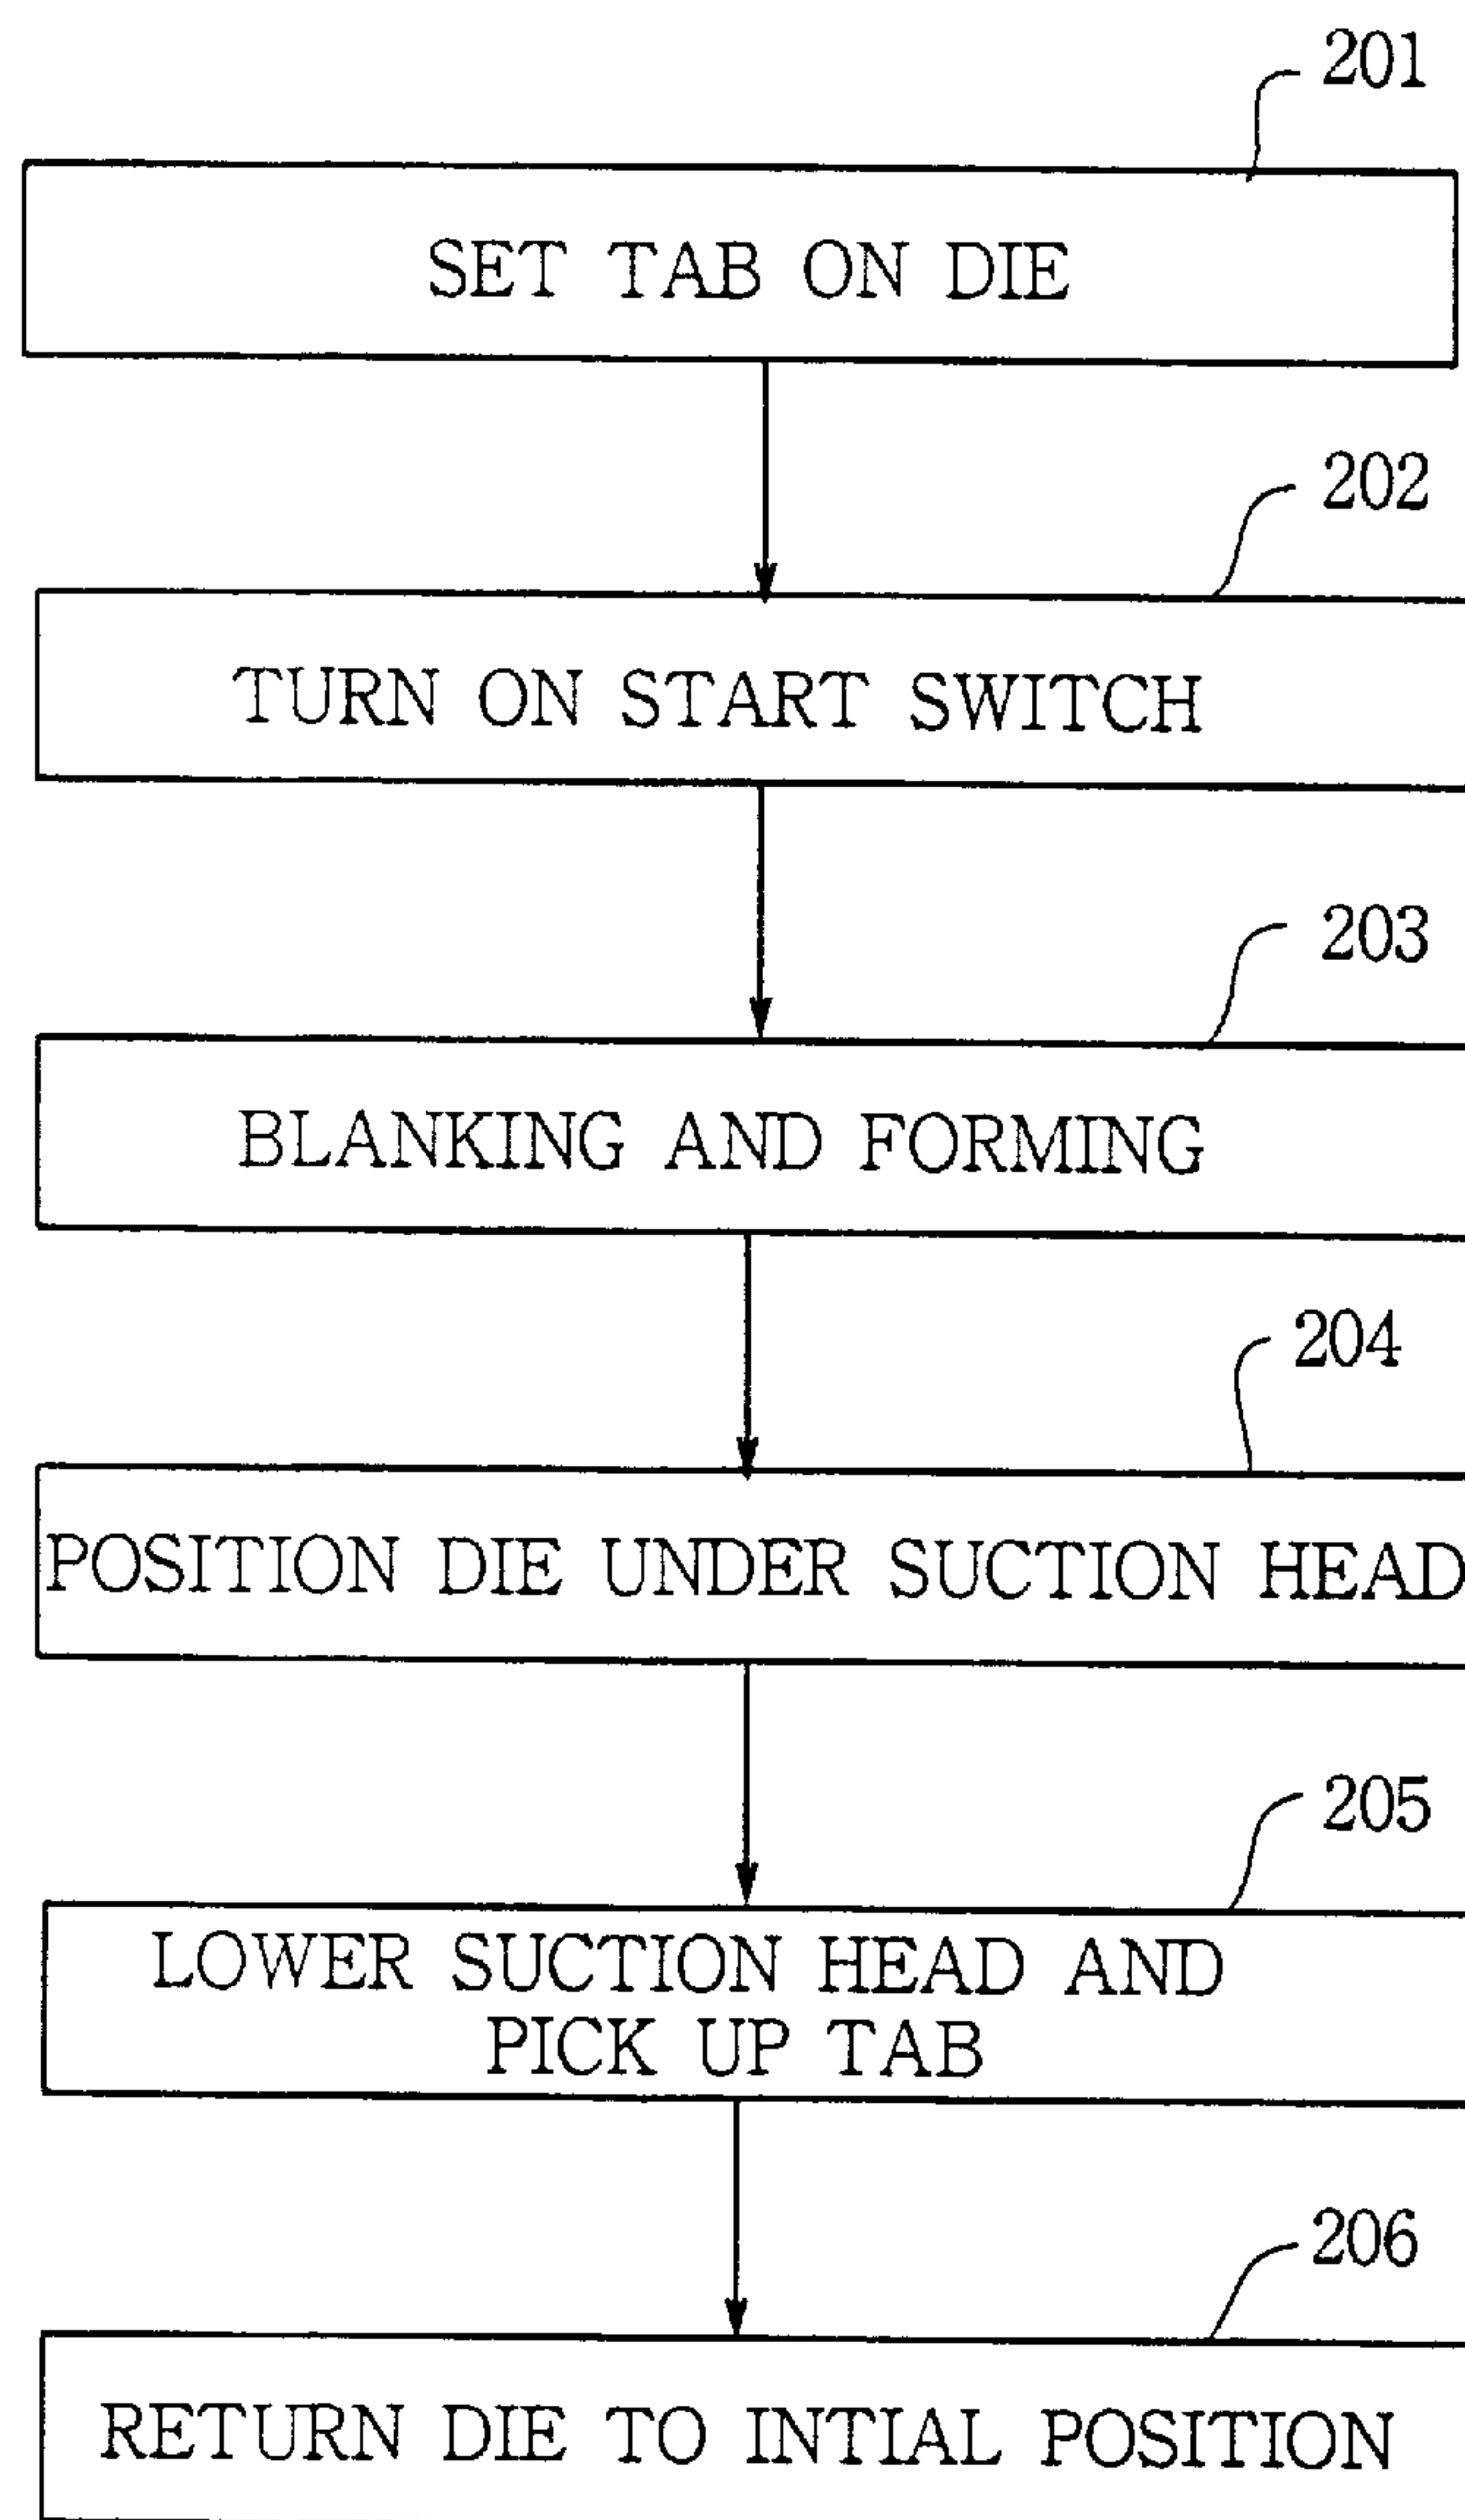 201
SET TAB ON DIE
202
TURN ON START SWITCH
203
BLANKING AND FORMING
204
POSITION DIE UNDER SUCTION HEAD
205
LOWER SUCTION HEAD AND
PICK UP TAB
206
RETURN DIE TO INTIAL POSITION